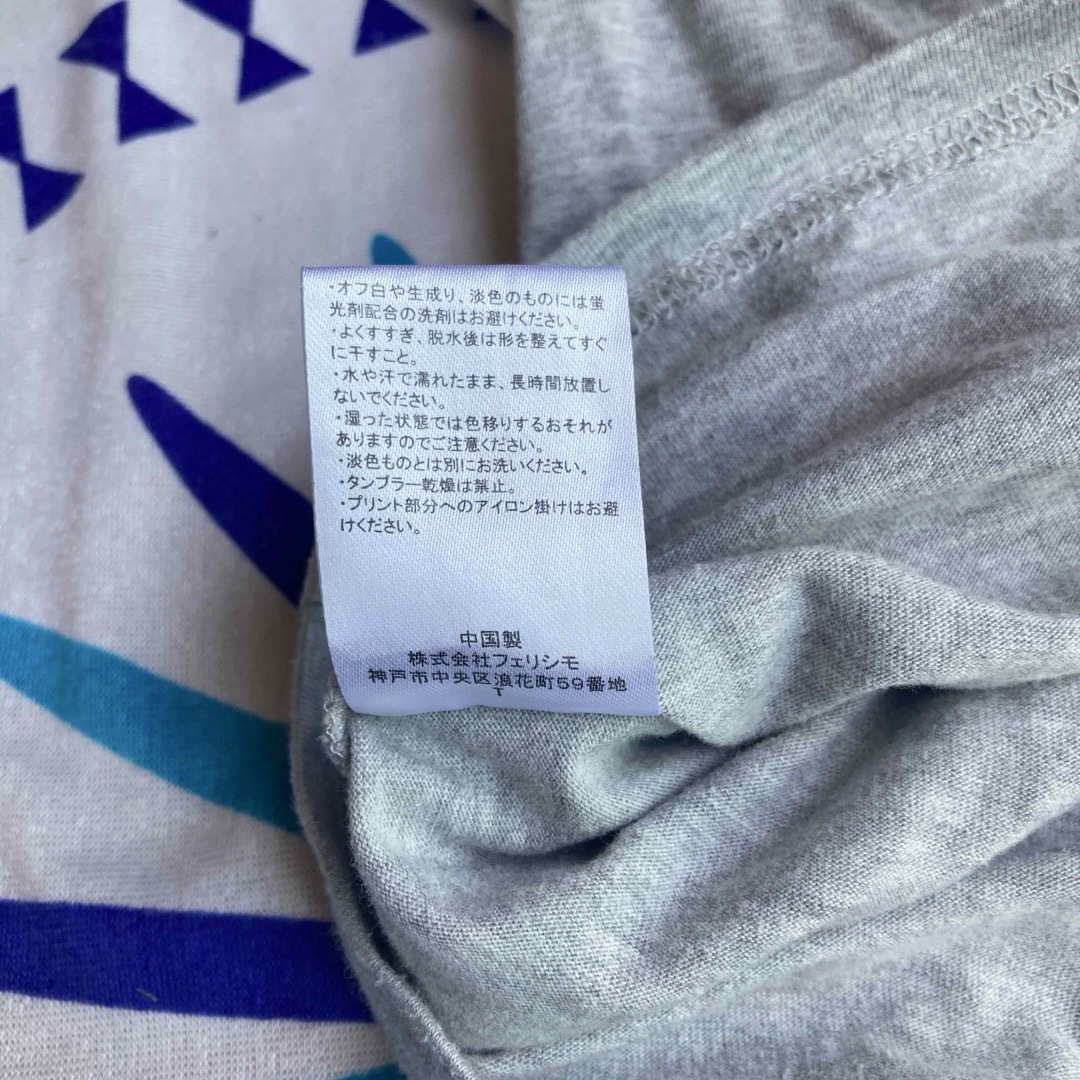 ・オフ白や生成り、淡色のものには蛍
光剤配合の洗剤はお避けください。
・よくすすぎ、脱水後は形を整えてすぐ
に干すこと。
・水や汗で濡れたまま、長時間放置し
ないでください。
・湿った状態では色移りするおそれが
ありますのでご注意ください。
・淡色ものとは別にお洗いください。
・タンブラー乾燥は禁止。
・プリント部分へのアイロン掛けはお避
けください。
中国製
株式会社フェリシモ
神戸市中央区浪花町59番地
T